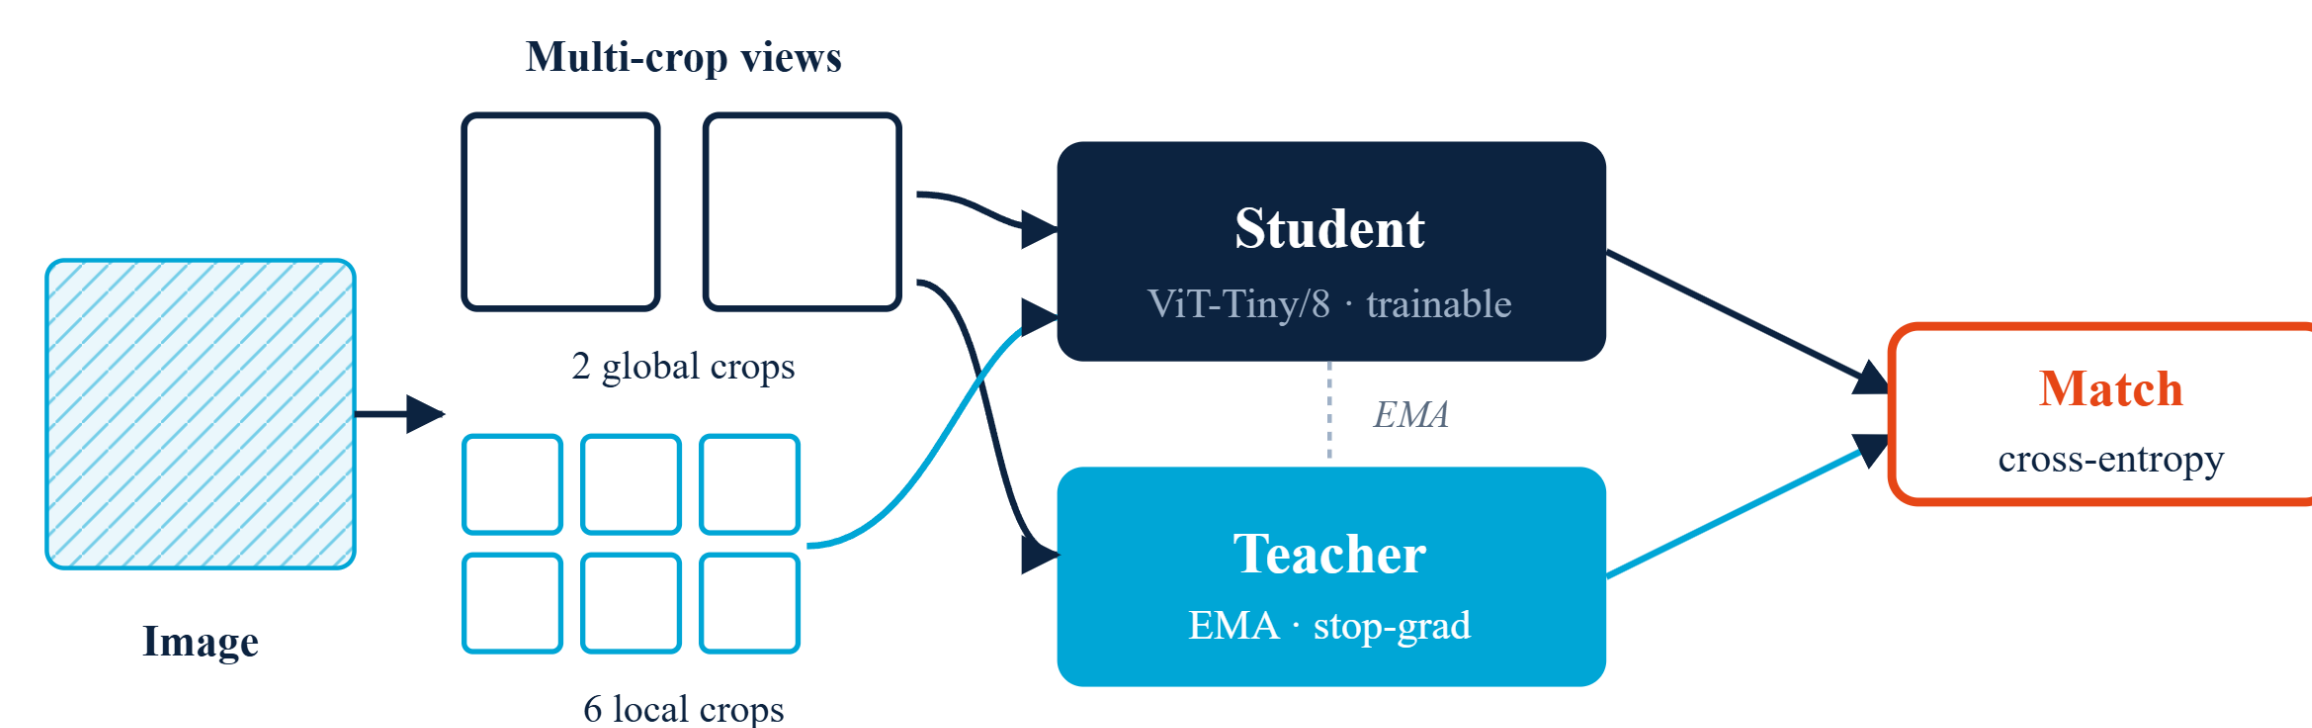 Multi-crop views
2 global crops
Image
6 local crops
Student
ViT-Tiny/8 · trainable
EMA
Teacher
EMA · stop-grad
Match
cross-entropy